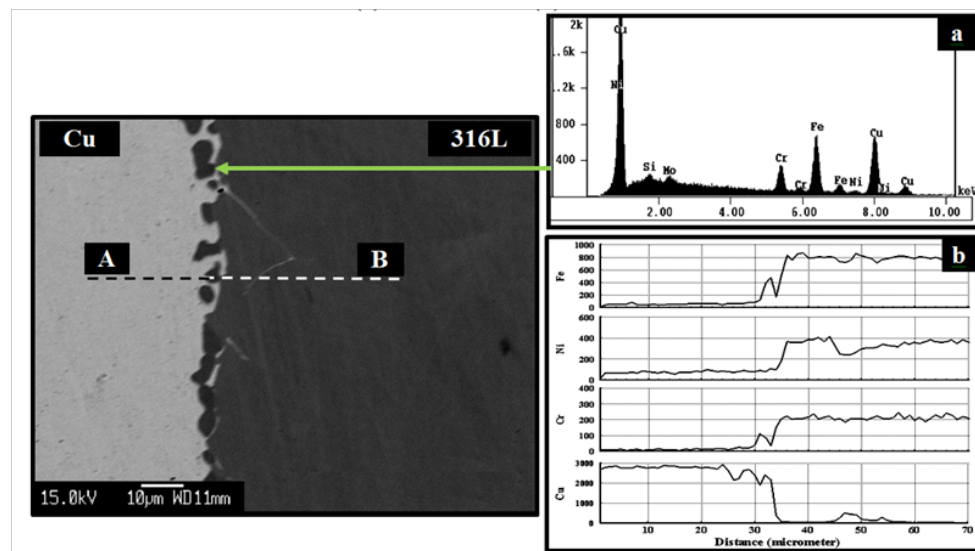 Cu
316L
A
B
15.0kV 10μm WD11mm
a
2k
1.6k
1.2k
800
400
Cu
Ni
Si
Mo
Cr
Cr
Fe
Fe
Ni
Cu
Cu
2.00 4.00 6.00 8.00 10.00
b
Fe
1000
800
600
400
200
0
Ni
600
400
200
0
Cr
400
300
200
100
0
Cu
3000
2000
1000
0
10 20 30 40 50 60 70
Distance (micrometer)